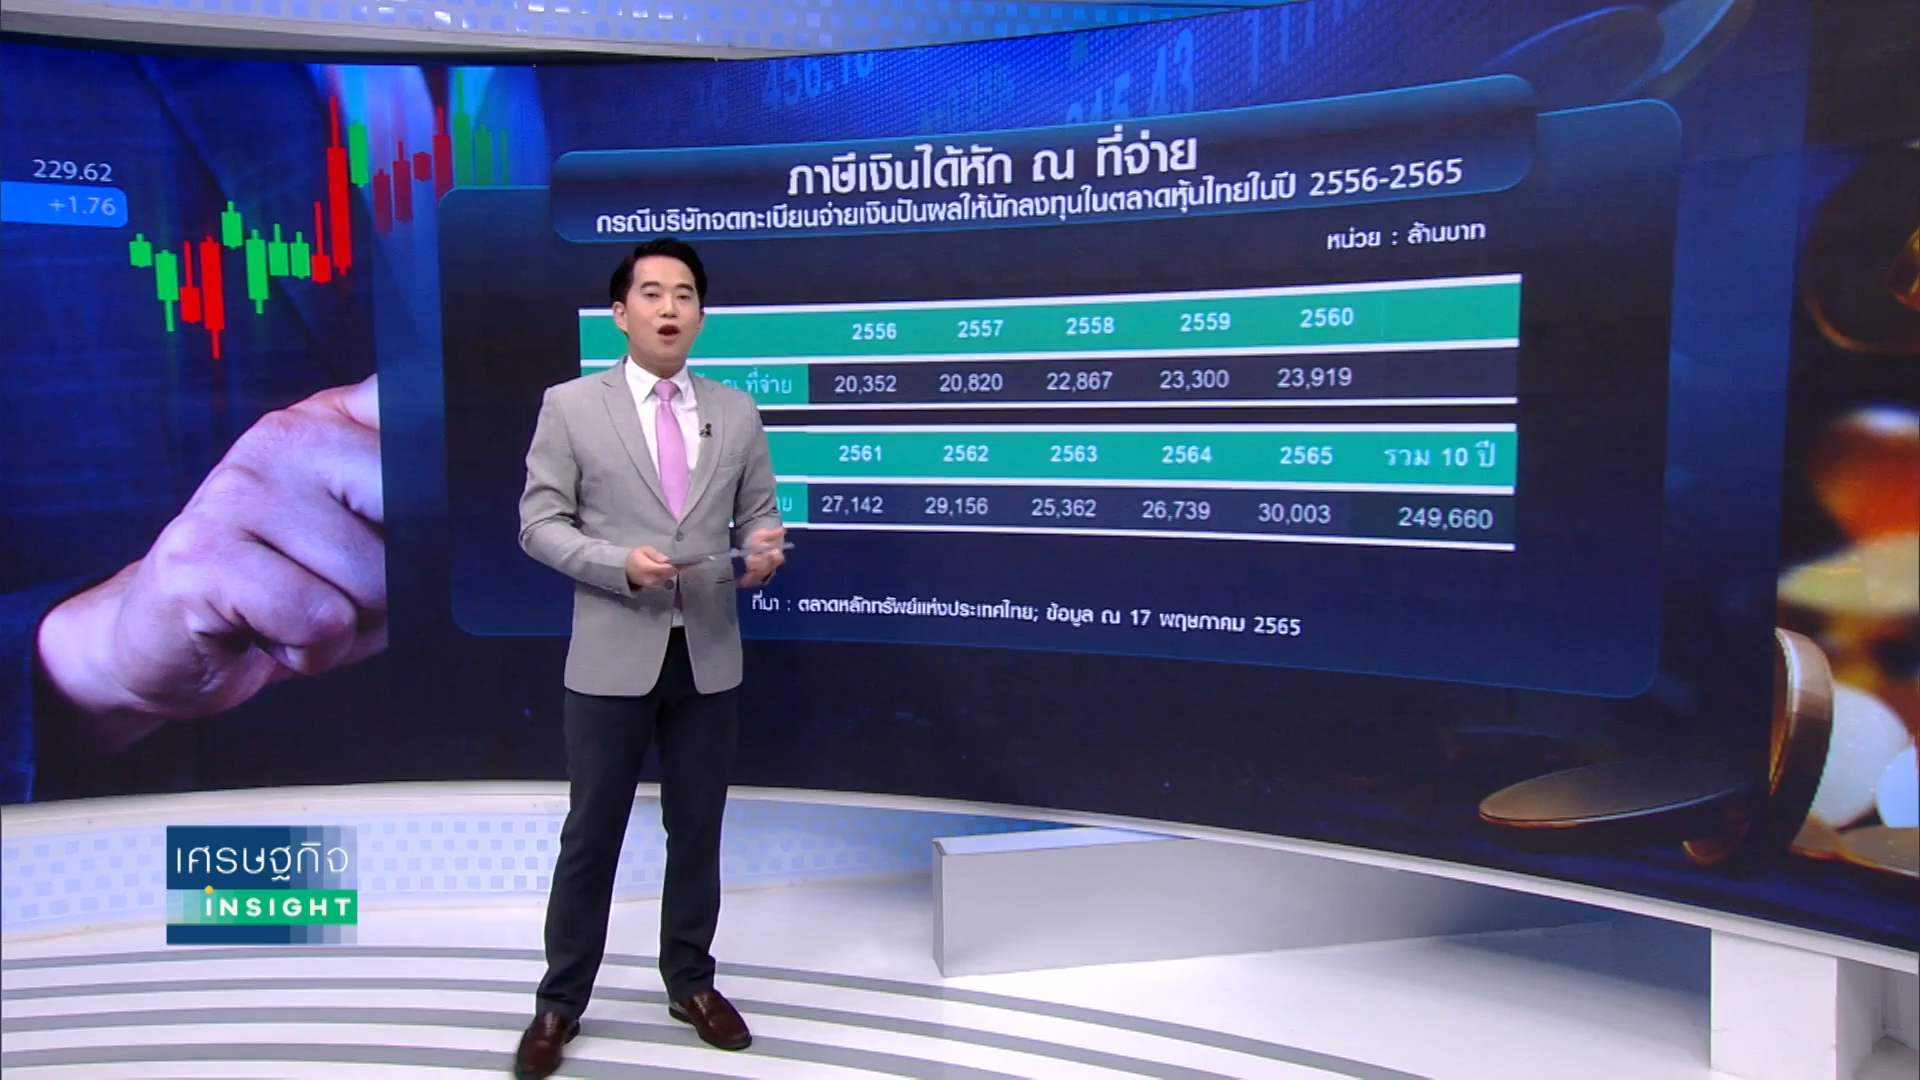 456.16
915.43
229.62
+1.76
ภาษีเงินได้หัก ณ ที่จ่าย
กรณีบริษัทจดทะเบียนจ่ายเงินปันผลให้นักลงทุนในตลาดหุ้นไทยในปี 2556-2565
หน่วย : ล้านบาท
2556 2557 2558 2559 2560
ณ ที่จ่าย 20,352 20,820 22,867 23,300 23,919
2561 2562 2563 2564 2565 รวม 10 ปี
27,142 29,156 25,362 26,739 30,003 249,660
ที่มา : ตลาดหลักทรัพย์แห่งประเทศไทย; ข้อมูล ณ 17 พฤษภาคม 2565
เศรษฐกิจ
iNSIGHT